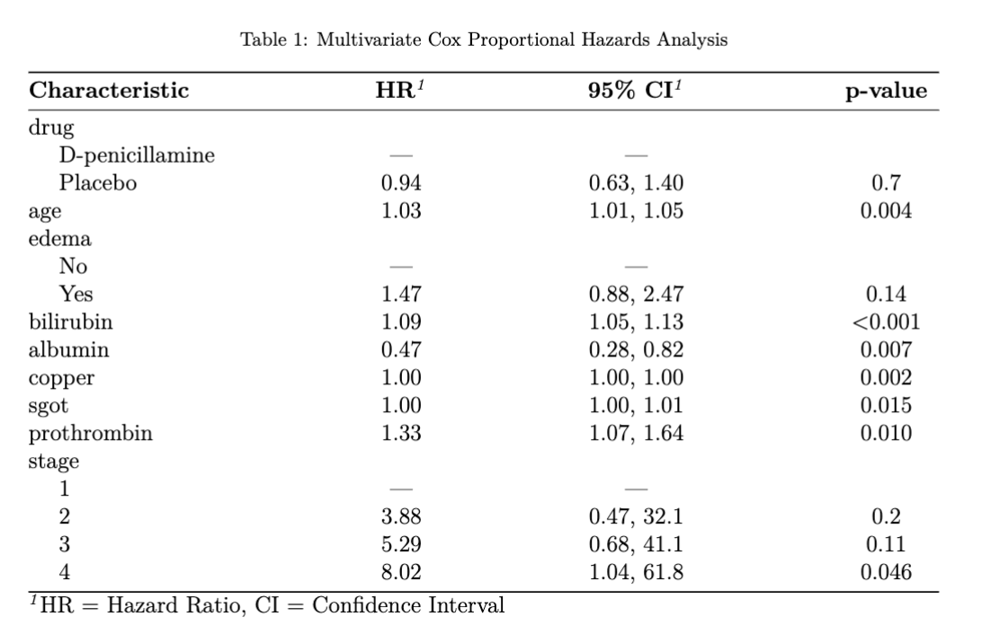 Table 1: Multivariate Cox Proportional Hazards Analysis
Characteristic HR¹ 95% CI¹ p-value
drug
D-penicillamine — —
Placebo 0.94 0.63, 1.40 0.7
age 1.03 1.01, 1.05 0.004
edema
No — —
Yes 1.47 0.88, 2.47 0.14
bilirubin 1.09 1.05, 1.13 <0.001
albumin 0.47 0.28, 0.82 0.007
copper 1.00 1.00, 1.00 0.002
sgot 1.00 1.00, 1.01 0.015
prothrombin 1.33 1.07, 1.64 0.010
stage
1 — —
2 3.88 0.47, 32.1 0.2
3 5.29 0.68, 41.1 0.11
4 8.02 1.04, 61.8 0.046
¹HR = Hazard Ratio, CI = Confidence Interval